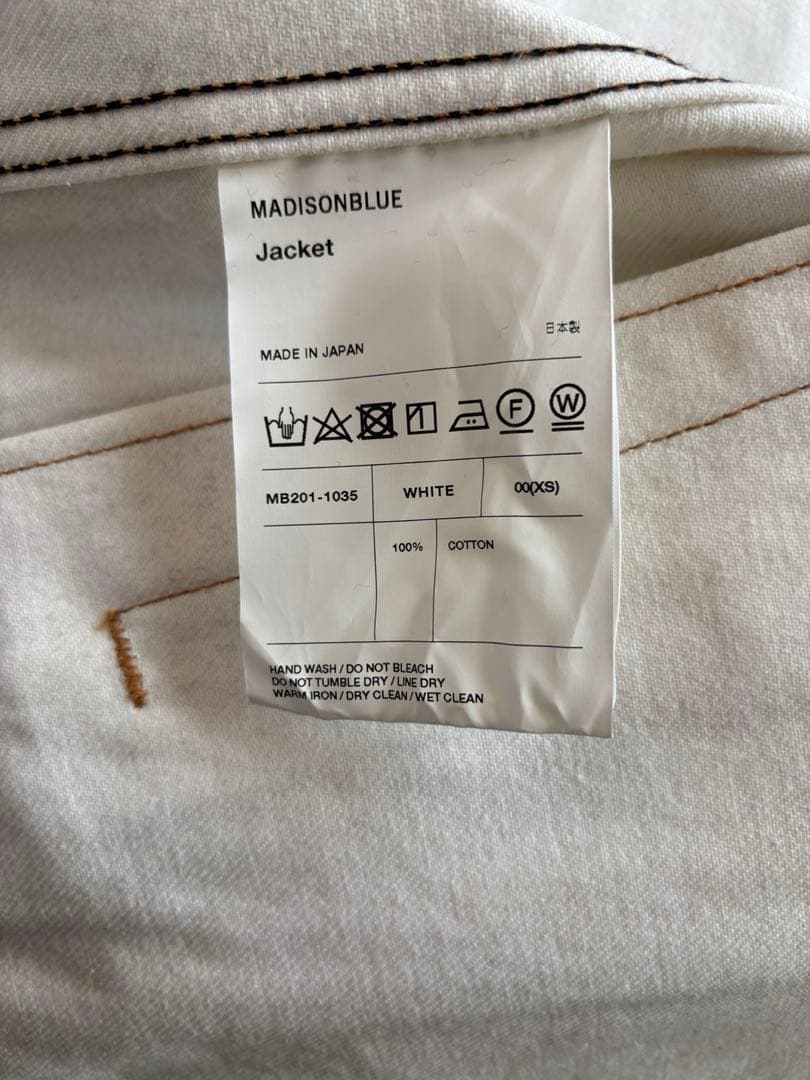 MADISONBLUE
Jacket
日本製
MADE IN JAPAN
F W
MB201-1035 WHITE 00(XS)
100% COTTON
HAND WASH / DO NOT BLEACH
DO NOT TUMBLE DRY / LINE DRY
WARM IRON / DRY CLEAN / WET CLEAN